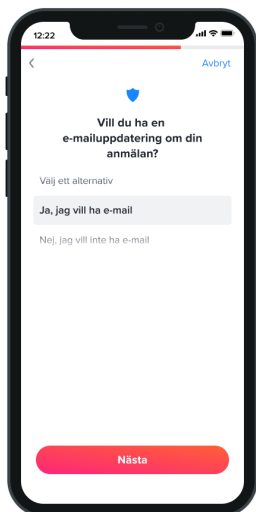 12:22
Avbryt
Vill du ha en
e-mailuppdatering om din
anmälan?
Välj ett alternativ
Ja, jag vill ha e-mail
Nej, jag vill inte ha e-mail
Nästa